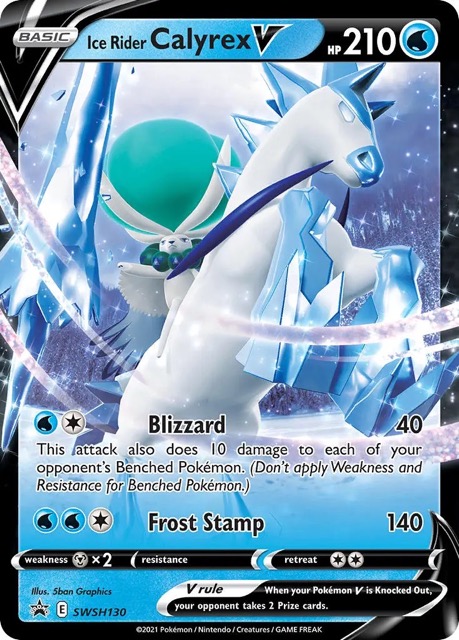 BASIC Ice Rider Calyrex V HP 210
Blizzard 40
This attack also does 10 damage to each of your
opponent's Benched Pokémon. (Don't apply Weakness and
Resistance for Benched Pokémon.)
Frost Stamp 140
weakness ×2 resistance retreat
Illus. 5ban Graphics
V rule When your Pokémon V is Knocked Out,
your opponent takes 2 Prize cards.
E SWSH130
©2021 Pokémon / Nintendo / Creatures / GAME FREAK